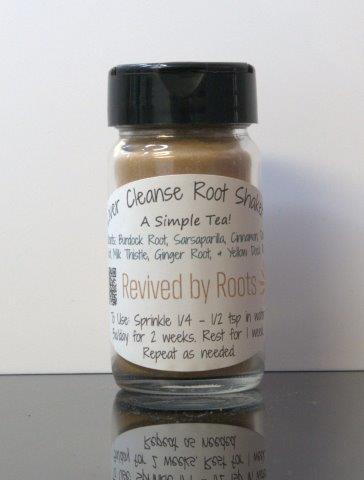 Cleanse Root Shake
A Simple Tea!
Burdock Root, Sarsaparilla, Cinnamon,
Milk Thistle, Ginger Root, & Yellow Dock
Revived by Roots
To Use: Sprinkle 1/4 - 1/2 tsp in water
for 2 weeks. Rest for 1 week.
Repeat as needed.